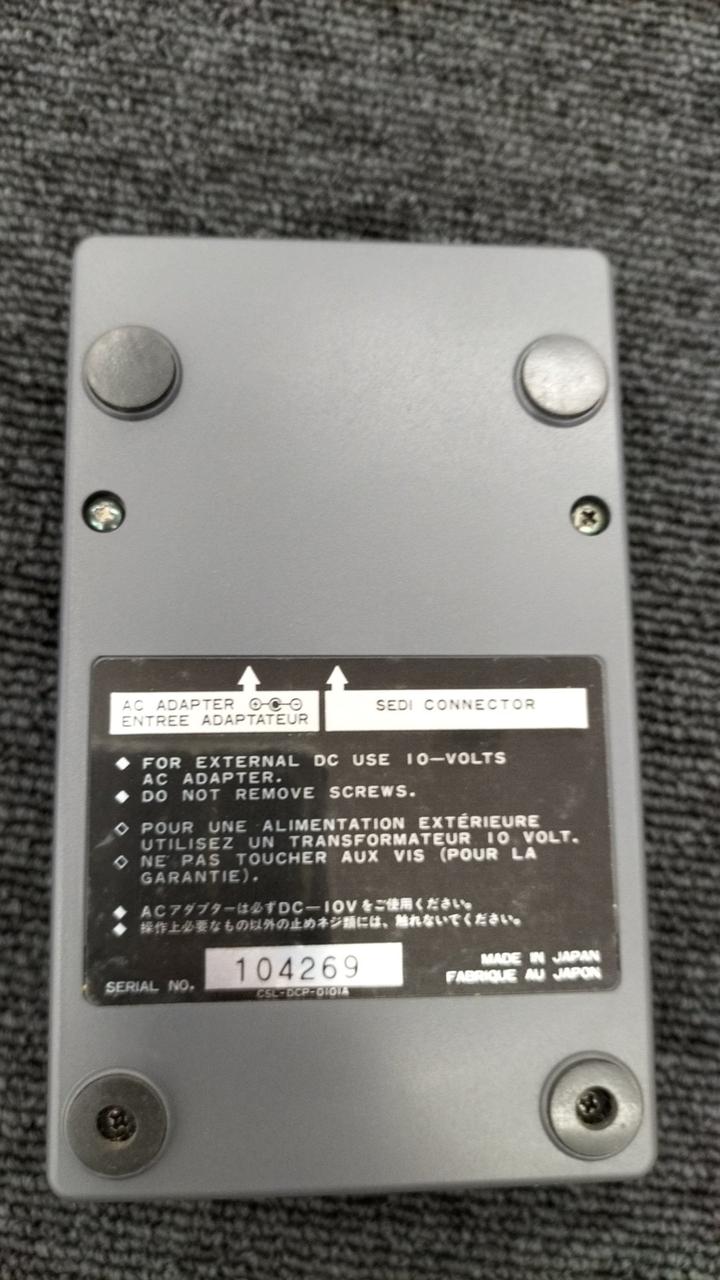 AC ADAPTER
ENTREE ADAPTATEUR
SEDI CONNECTOR
◆ FOR EXTERNAL DC USE 10–VOLTS
AC ADAPTER.
◆ DO NOT REMOVE SCREWS.
◇ POUR UNE ALIMENTATION EXTÉRIEURE
UTILISEZ UN TRANSFORMATEUR 10 VOLT.
◇ NE PAS TOUCHER AUX VIS (POUR LA
GARANTIE).
◆ ACアダプターは必ずDC–10Vをご使用ください。
◆ 操作上必要なもの以外の止めネジ類には、触れないでください。
SERIAL NO. 104269
CSL-DCP-0101A
MADE IN JAPAN
FABRIQUE AU JAPON